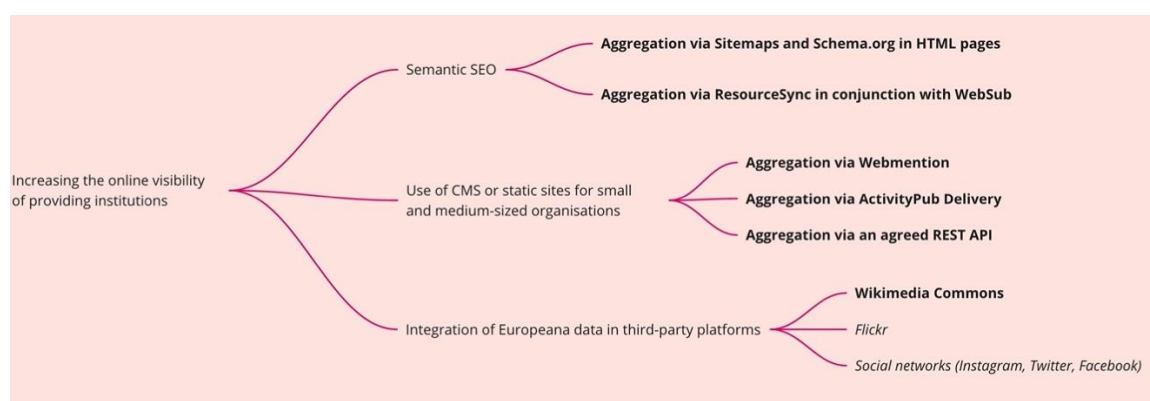 Increasing the online visibility
of providing institutions
Semantic SEO
Aggregation via Sitemaps and Schema.org in HTML pages
Aggregation via ResourceSync in conjunction with WebSub
Use of CMS or static sites for small
and medium-sized organisations
Aggregation via Webmention
Aggregation via ActivityPub Delivery
Aggregation via an agreed REST API
Integration of Europeana data in third-party platforms
Wikimedia Commons
Flickr
Social networks (Instagram, Twitter, Facebook)